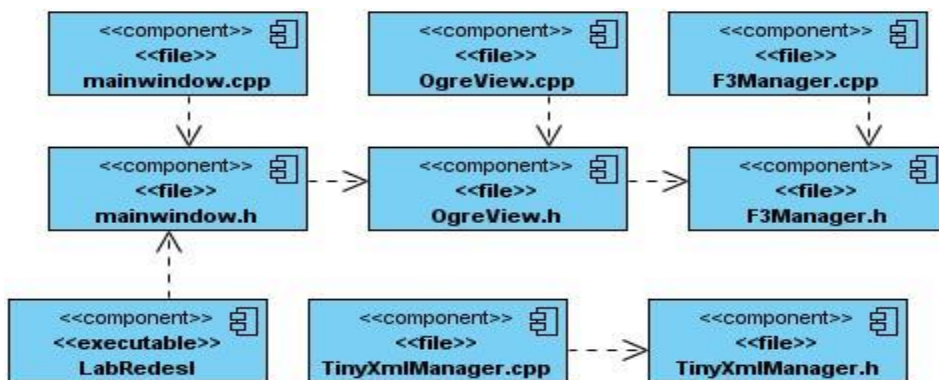 <<component>>
<<file>>
mainwindow.cpp
<<component>>
<<file>>
OgreView.cpp
<<component>>
<<file>>
F3Manager.cpp
<<component>>
<<file>>
mainwindow.h
<<component>>
<<file>>
OgreView.h
<<component>>
<<file>>
F3Manager.h
<<component>>
<<executable>>
LabRedesI
<<component>>
<<file>>
TinyXmlManager.cpp
<<component>>
<<file>>
TinyXmlManager.h